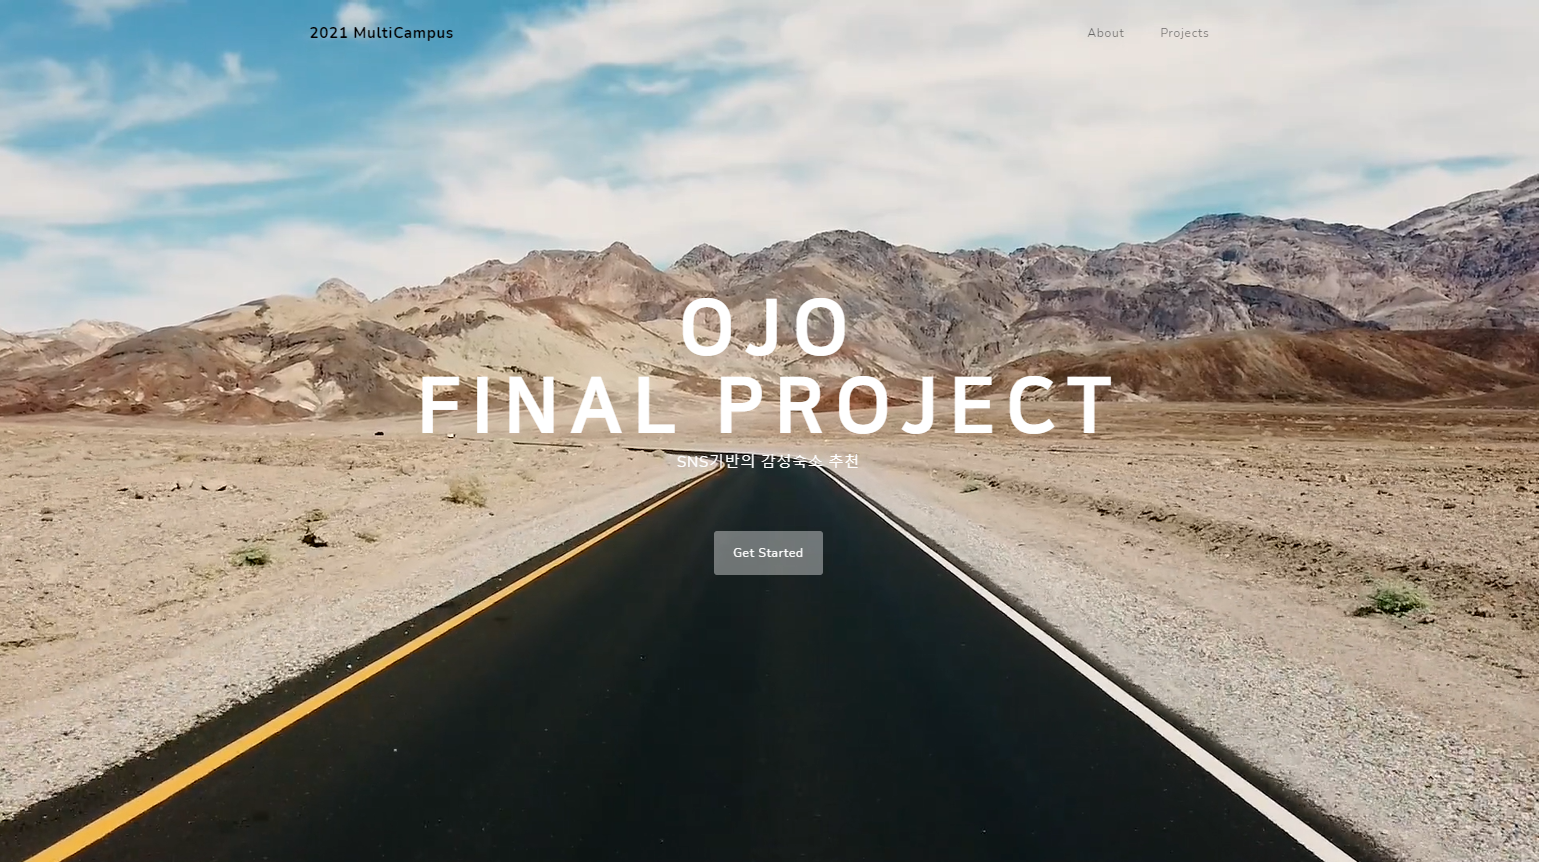 2021 MultiCampus
About Projects
OJO
FINAL PROJECT
SNS기반의 감성숙소 추천
Get Started